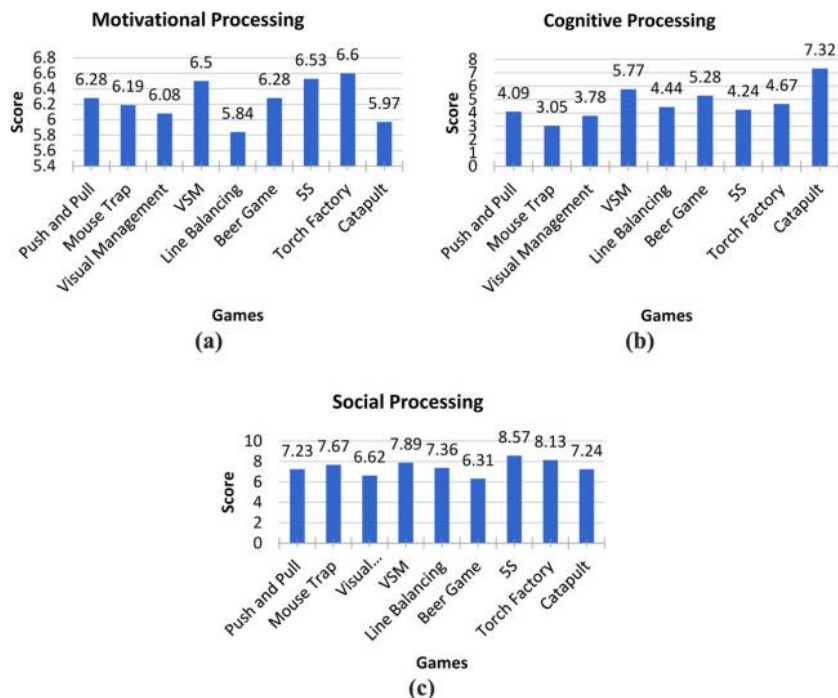 Motivational Processing
6.8
6.6
6.4
6.2
6
5.8
5.6
5.4
Score
6.28
6.19
6.08
6.5
5.84
6.28
6.53
6.6
5.97
Push and Pull
Mouse Trap
Visual Management
VSM
Line Balancing
Beer Game
5S
Torch Factory
Catapult
Games
(a)
Cognitive Processing
8
7
6
5
4
3
2
1
0
Score
4.09
3.05
3.78
5.77
4.44
5.28
4.24
4.67
7.32
Push and Pull
Mouse Trap
Visual Management
VSM
Line Balancing
Beer Game
5S
Torch Factory
Catapult
Games
(b)
Social Processing
10
8
6
4
2
0
Score
7.23
7.67
6.62
7.89
7.36
6.31
8.57
8.13
7.24
Push and Pull
Mouse Trap
Visual...
VSM
Line Balancing
Beer Game
5S
Torch Factory
Catapult
Games
(c)